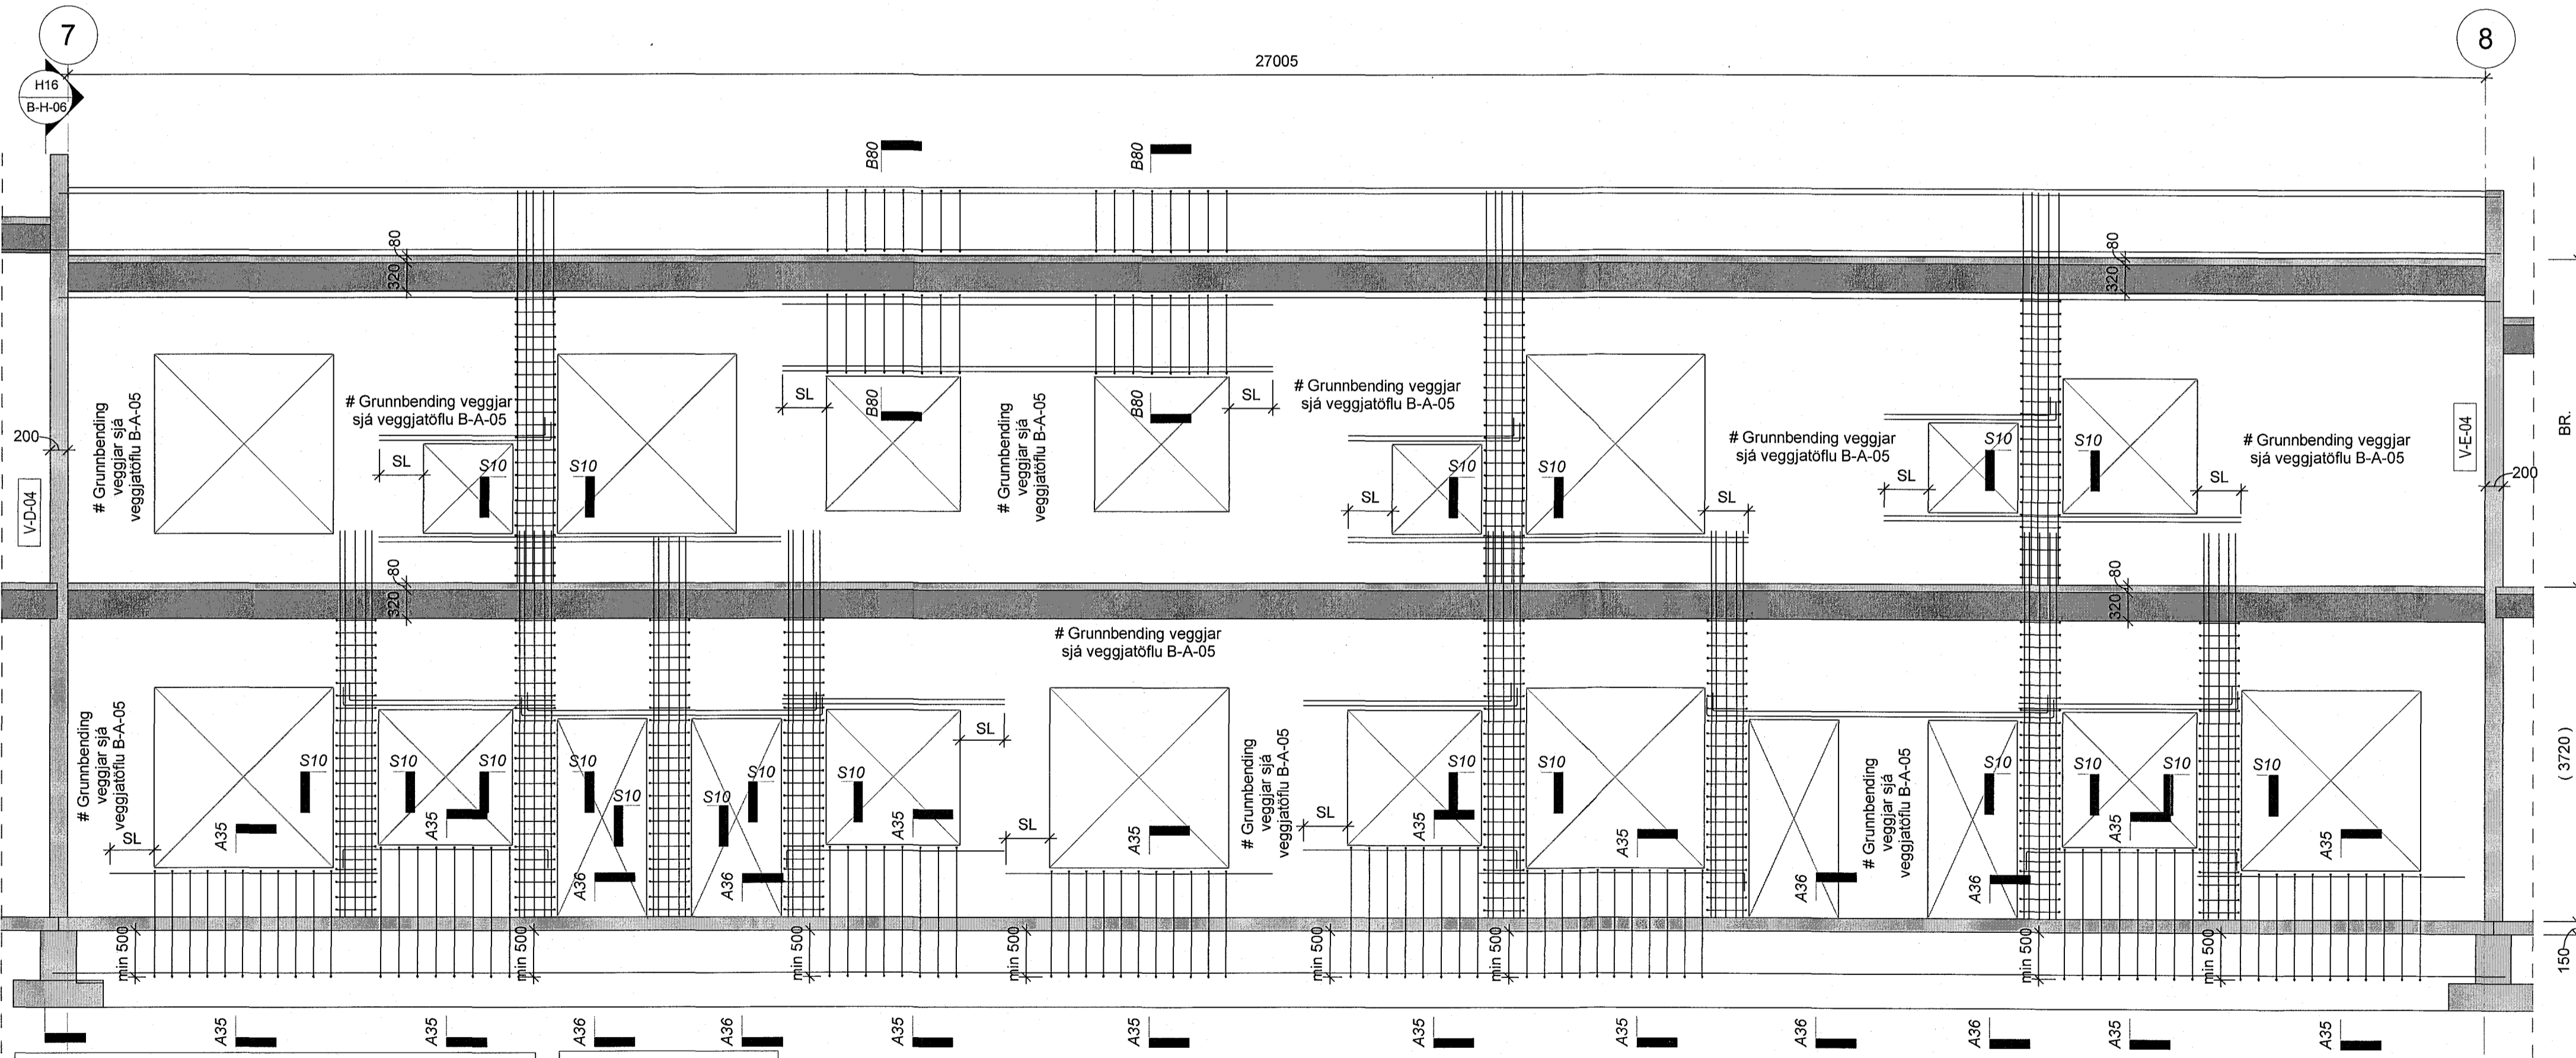 7
8
27005
H16
B-H-06
B80
B80
80
320
80
320
# Grunnbending
veggjar sjá
veggjatöflu B-A-05
# Grunnbending veggjar
sjá veggjatöflu B-A-05
SL
B80
# Grunnbending
veggjar sjá
veggjatöflu B-A-05
B80
SL
# Grunnbending veggjar
sjá veggjatöflu B-A-05
# Grunnbending veggjar
sjá veggjatöflu B-A-05
# Grunnbending veggjar
sjá veggjatöflu B-A-05
200
V-D-04
SL
S10
S10
SL
S10
S10
SL
SL
S10
S10
SL
V-E-04
200
BR.
80
320
80
320
# Grunnbending veggjar
sjá veggjatöflu B-A-05
# Grunnbending
veggjar sjá
veggjatöflu B-A-05
SL
A35
S10
S10
A35
S10
S10
S10
A36
S10
S10
A36
S10
A35
SL
SL
A35
# Grunnbending
veggjar sjá
veggjatöflu B-A-05
SL
S10
A35
S10
A35
A36
# Grunnbending
veggjar sjá
veggjatöflu B-A-05
S10
A36
S10
A35
S10
S10
A35
( 3720 )
min 500
min 500
min 500
min 500
min 500
min 500
min 500
min 500
150
A35
A35
A36
A36
A35
A35
A35
A35
A36
A36
A35
A35